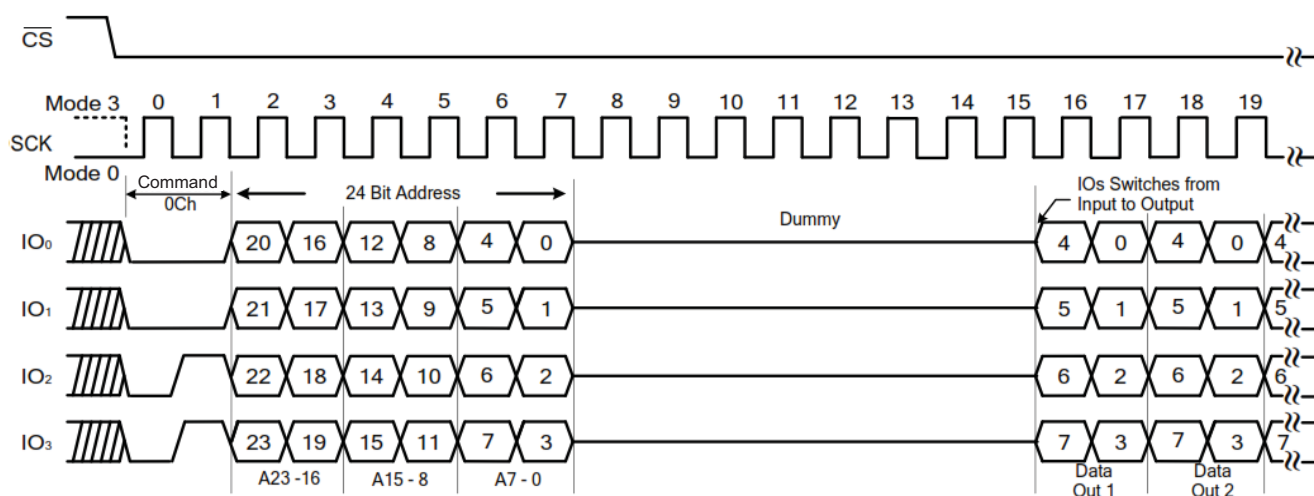 CS
Mode 3 0 1 2 3 4 5 6 7 8 9 10 11 12 13 14 15 16 17 18 19
SCK
Mode 0
Command
0Ch
24 Bit Address
IOs Switches from
Input to Output
Dummy
IO0 20 16 12 8 4 0 4 0 4 0 4
IO1 21 17 13 9 5 1 5 1 5 1 5
IO2 22 18 14 10 6 2 6 2 6 2 6
IO3 23 19 15 11 7 3 7 3 7 3 7
A23 -16 A15 - 8 A7 - 0
Data
Out 1
Data
Out 2